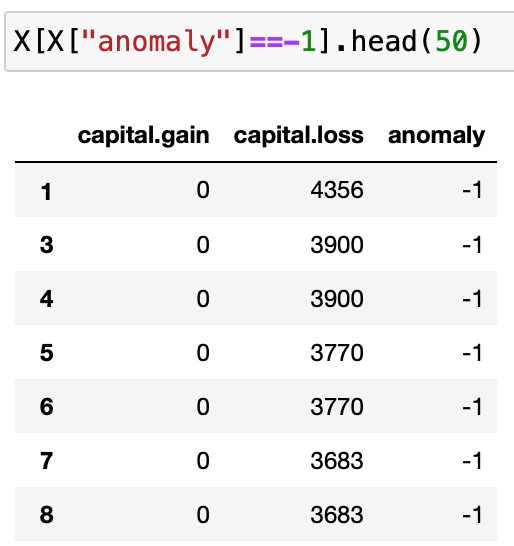 X[X["anomaly"]==-1].head(50)
capital.gain capital.loss anomaly
1 0 4356 -1
3 0 3900 -1
4 0 3900 -1
5 0 3770 -1
6 0 3770 -1
7 0 3683 -1
8 0 3683 -1